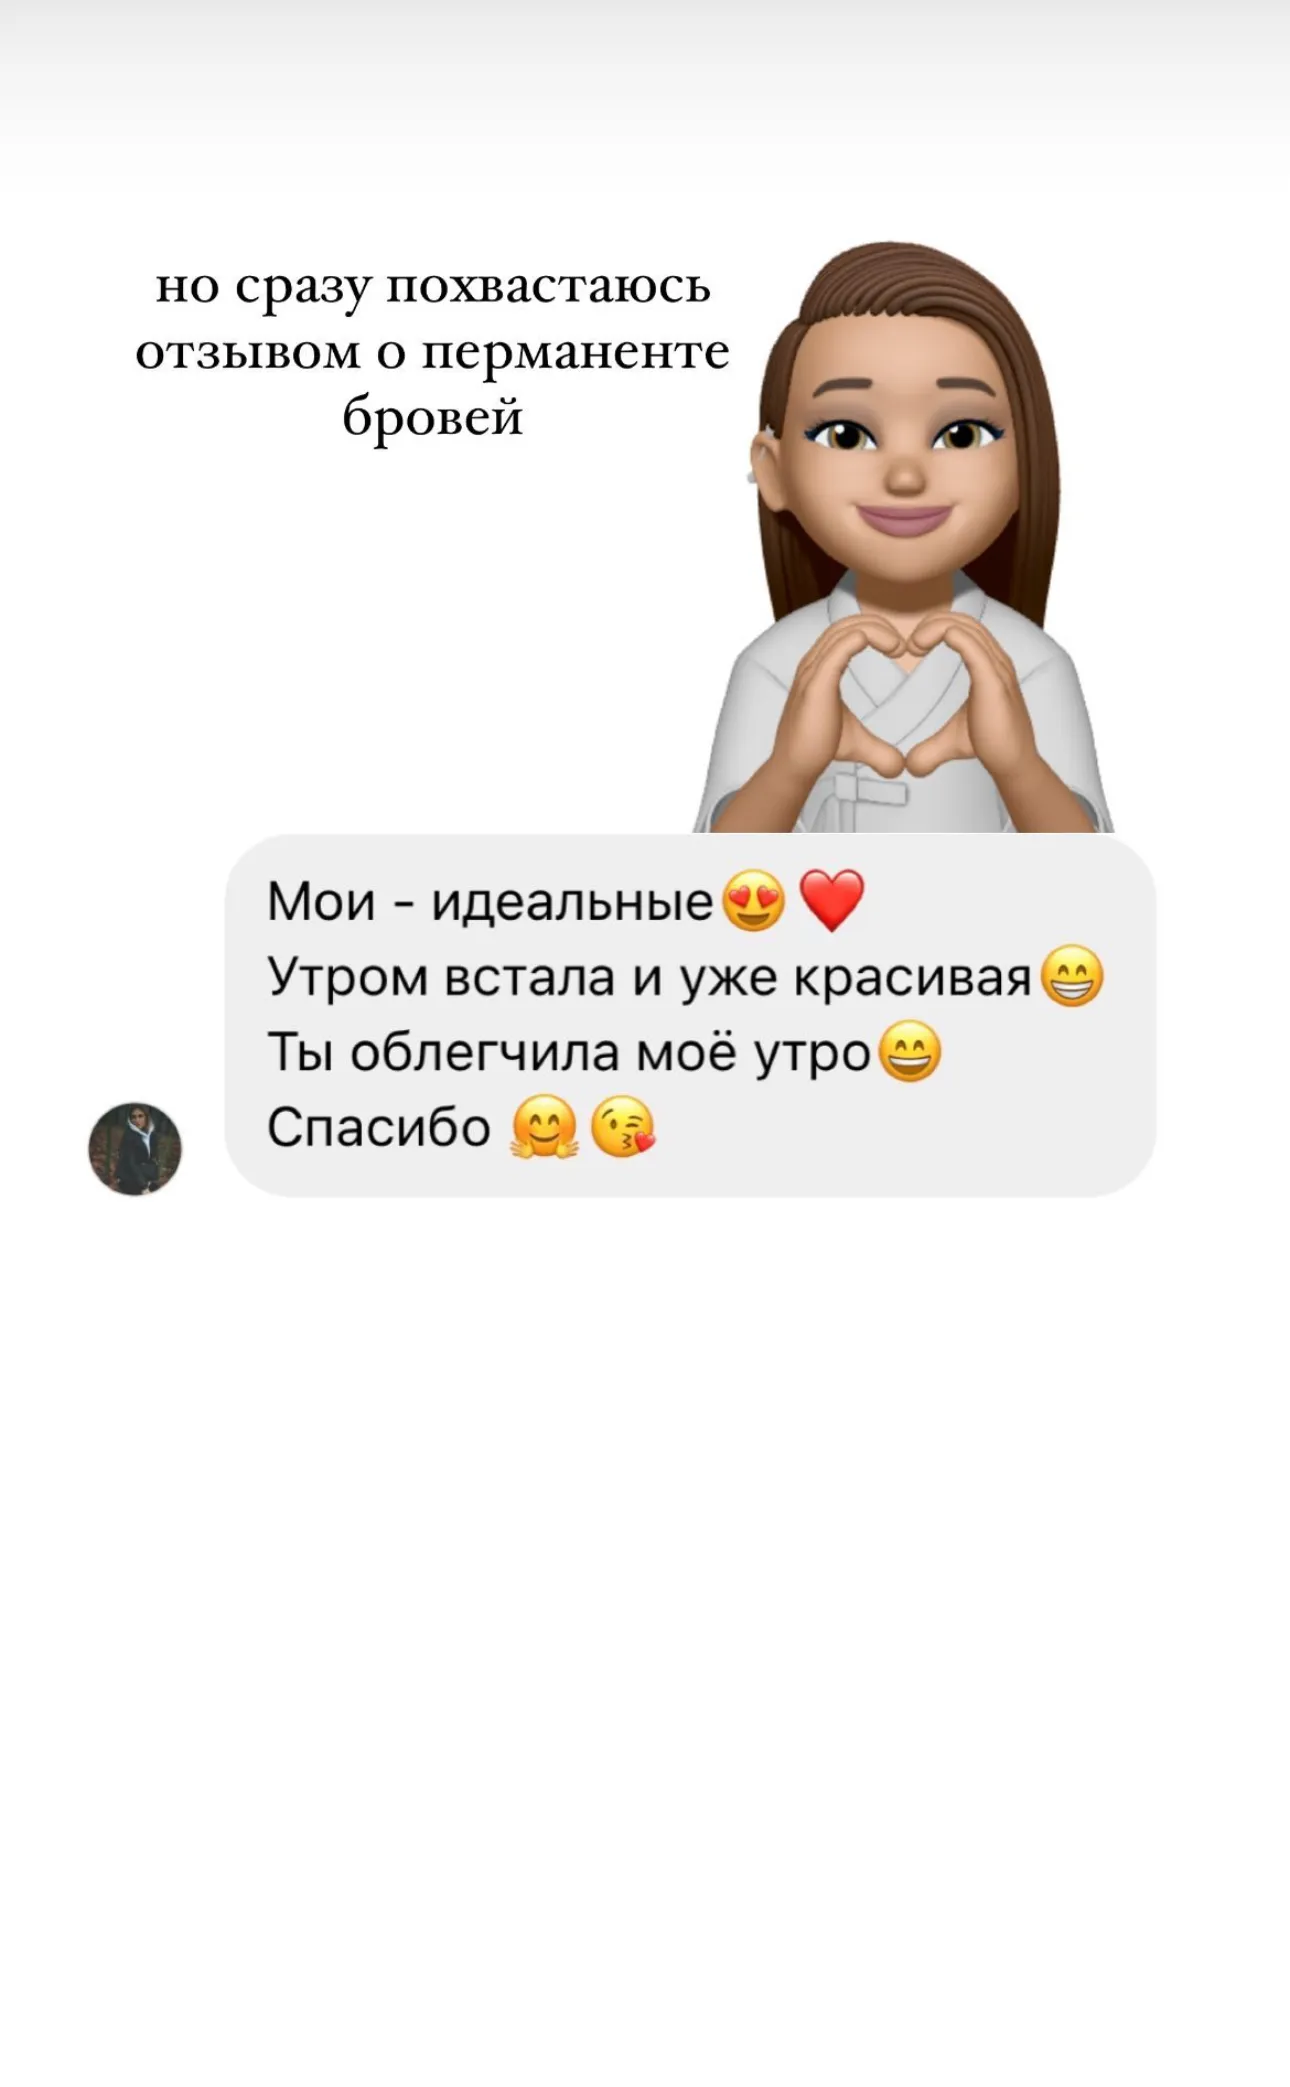 но сразу похвастаюсь
отзывом о перманенте
бровей
Мои - идеальные😍❤️
Утром встала и уже красивая😁
Ты облегчила моё утро😄
Спасибо 🤗😘